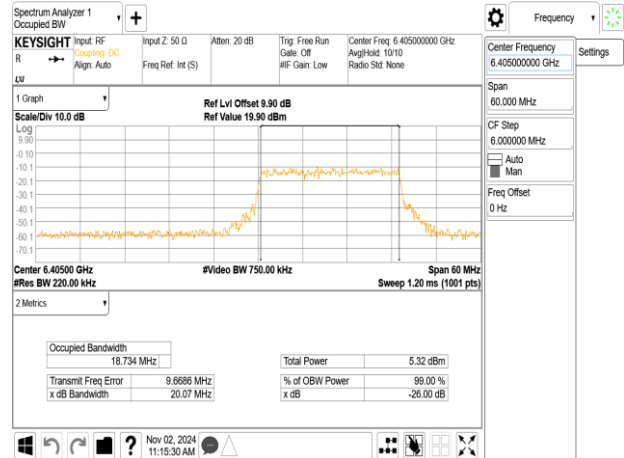 Spectrum Analyzer 1
Occupied BW
Frequency
KEYSIGHT
R
Input: RF
Coupling: DC
Align: Auto
Input Z: 50 Ω
Freq Ref: Int (S)
Atten: 20 dB
Trig: Free Run
Gate: Off
#IF Gain: Low
Center Freq: 6.405000000 GHz
Avg|Hold: 10/10
Radio Std: None
Center Frequency
6.405000000 GHz
Settings
Span
60.000 MHz
CF Step
6.000000 MHz
Auto
Man
Freq Offset
0 Hz
1 Graph
Scale/Div 10.0 dB
Ref Lvl Offset 9.90 dB
Ref Value 19.90 dBm
Log
9.90
-0.10
-10.1
-20.1
-30.1
-40.1
-50.1
-60.1
-70.1
Center 6.40500 GHz
#Video BW 750.00 kHz
Span 60 MHz
#Res BW 220.00 kHz
Sweep 1.20 ms (1001 pts)
2 Metrics
Occupied Bandwidth
18.734 MHz
Total Power 5.32 dBm
Transmit Freq Error 9.6686 MHz
% of OBW Power 99.00 %
x dB Bandwidth 20.07 MHz
x dB -26.00 dB
?
Nov 02, 2024
11:15:30 AM